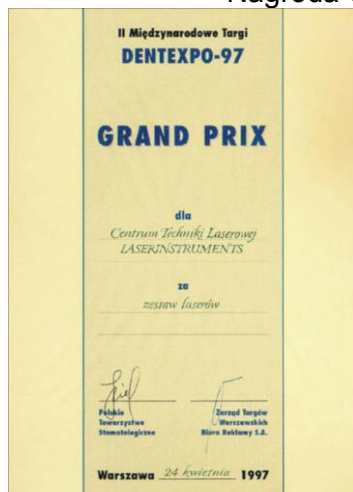 Nagroda
II Międzynarodowe Targi
DENTEXPO-97
GRAND PRIX
dla
Centrum Techniki Laserowej
LASERINSTRUMENTS
za
zestaw laserów
Polskie
Towarzystwo
Stomatologiczne
Zarząd Targów
Warszawskich
Biuro Reklamy S.A.
Warszawa 24 kwietnia 1997